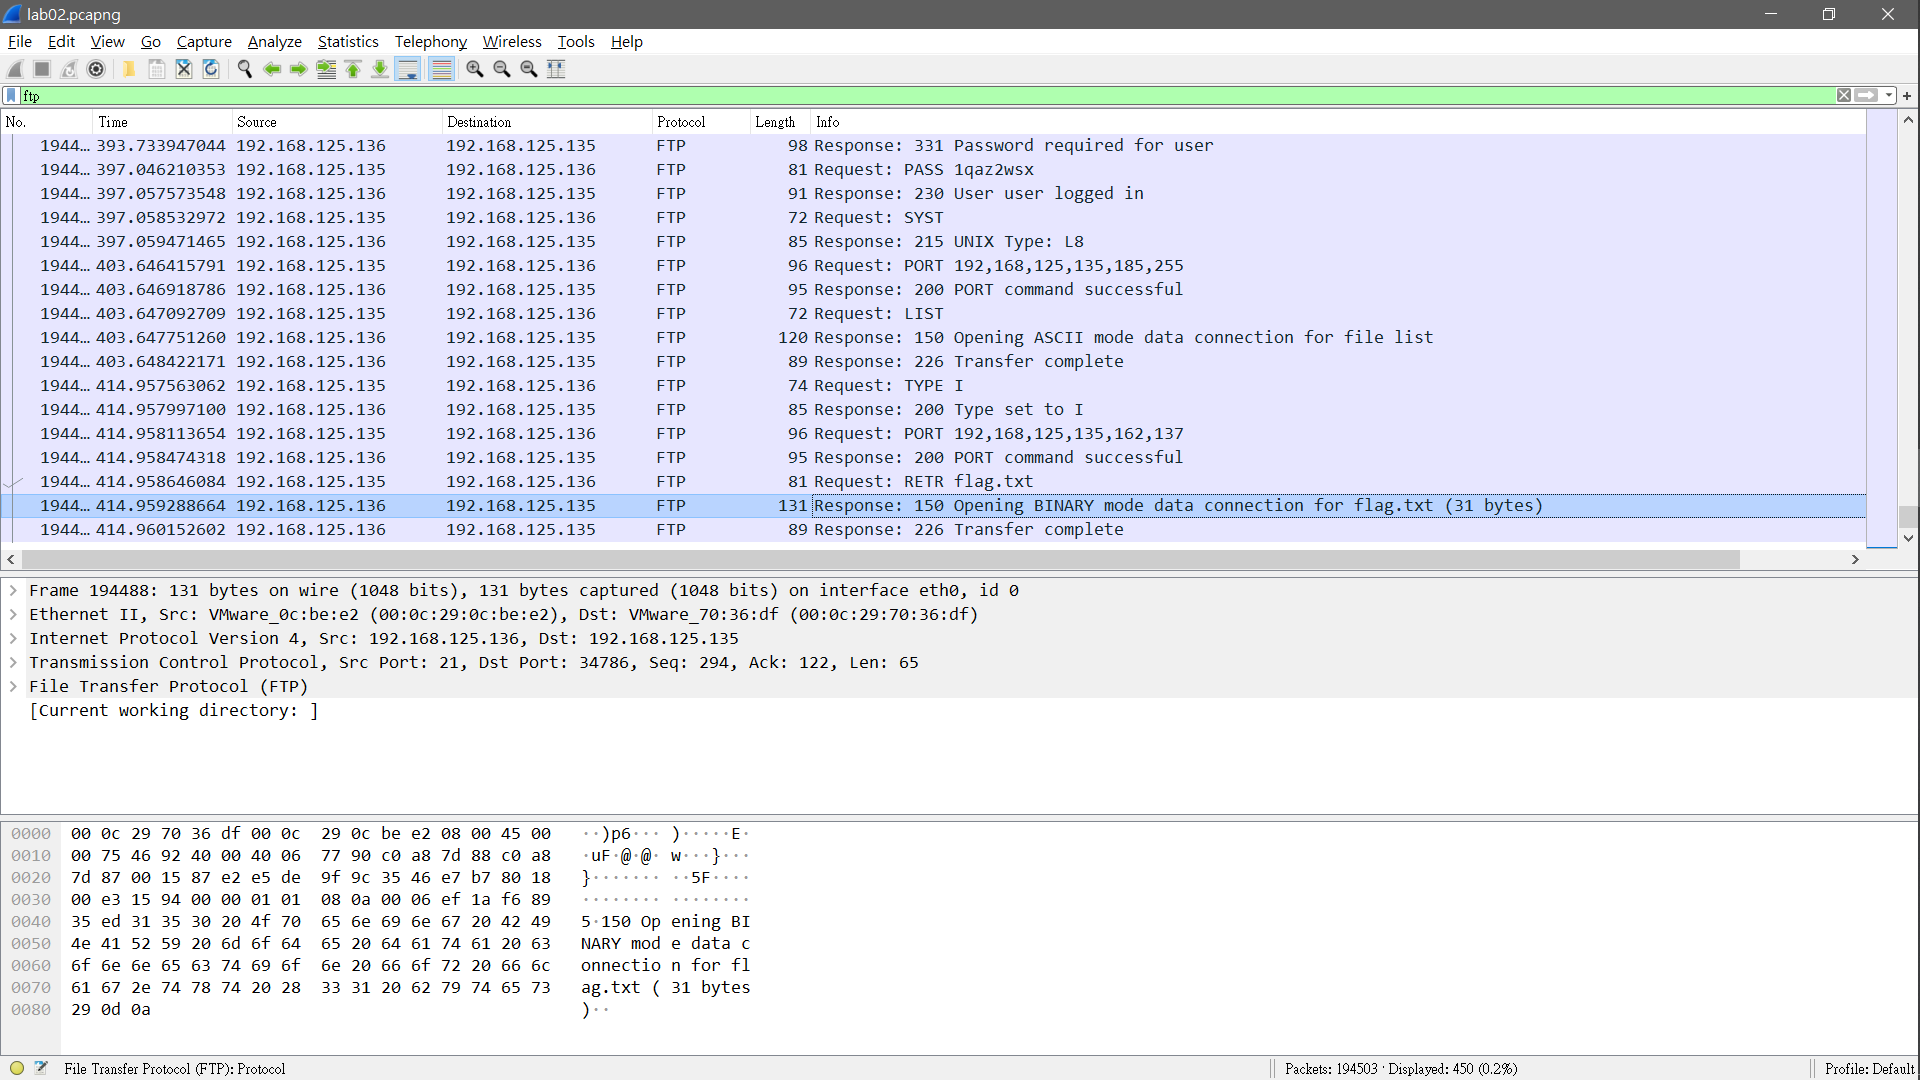 lab02.pcapng
File Edit View Go Capture Analyze Statistics Telephony Wireless Tools Help
ftp
No. Time Source Destination Protocol Length Info
1944… 393.733947044 192.168.125.136 192.168.125.135 FTP 98 Response: 331 Password required for user
1944… 397.046210353 192.168.125.135 192.168.125.136 FTP 81 Request: PASS 1qaz2wsx
1944… 397.057573548 192.168.125.136 192.168.125.135 FTP 91 Response: 230 User user logged in
1944… 397.058532972 192.168.125.135 192.168.125.136 FTP 72 Request: SYST
1944… 397.059471465 192.168.125.136 192.168.125.135 FTP 85 Response: 215 UNIX Type: L8
1944… 403.646415791 192.168.125.135 192.168.125.136 FTP 96 Request: PORT 192,168,125,135,185,255
1944… 403.646918786 192.168.125.136 192.168.125.135 FTP 95 Response: 200 PORT command successful
1944… 403.647092709 192.168.125.135 192.168.125.136 FTP 72 Request: LIST
1944… 403.647751260 192.168.125.136 192.168.125.135 FTP 120 Response: 150 Opening ASCII mode data connection for file list
1944… 403.648422171 192.168.125.136 192.168.125.135 FTP 89 Response: 226 Transfer complete
1944… 414.957563062 192.168.125.135 192.168.125.136 FTP 74 Request: TYPE I
1944… 414.957997100 192.168.125.136 192.168.125.135 FTP 85 Response: 200 Type set to I
1944… 414.958113654 192.168.125.135 192.168.125.136 FTP 96 Request: PORT 192,168,125,135,162,137
1944… 414.958474318 192.168.125.136 192.168.125.135 FTP 95 Response: 200 PORT command successful
1944… 414.958646084 192.168.125.135 192.168.125.136 FTP 81 Request: RETR flag.txt
1944… 414.959288664 192.168.125.136 192.168.125.135 FTP 131 Response: 150 Opening BINARY mode data connection for flag.txt (31 bytes)
1944… 414.960152602 192.168.125.136 192.168.125.135 FTP 89 Response: 226 Transfer complete
Frame 194488: 131 bytes on wire (1048 bits), 131 bytes captured (1048 bits) on interface eth0, id 0
Ethernet II, Src: VMware_0c:be:e2 (00:0c:29:0c:be:e2), Dst: VMware_70:36:df (00:0c:29:70:36:df)
Internet Protocol Version 4, Src: 192.168.125.136, Dst: 192.168.125.135
Transmission Control Protocol, Src Port: 21, Dst Port: 34786, Seq: 294, Ack: 122, Len: 65
File Transfer Protocol (FTP)
[Current working directory: ]
0000 00 0c 29 70 36 df 00 0c 29 0c be e2 08 00 45 00 ··)p6··· )·····E·
0010 00 75 46 92 40 00 40 06 77 90 c0 a8 7d 88 c0 a8 ·uF·@·@· w···}···
0020 7d 87 00 15 87 e2 e5 de 9f 9c 35 46 e7 b7 80 18 }······· ··5F····
0030 00 e3 15 94 00 00 01 01 08 0a 00 06 ef 1a f6 89 ········ ········
0040 35 ed 31 35 30 20 4f 70 65 6e 69 6e 67 20 42 49 5·150 Op ening BI
0050 4e 41 52 59 20 6d 6f 64 65 20 64 61 74 61 20 63 NARY mod e data c
0060 6f 6e 6e 65 63 74 69 6f 6e 20 66 6f 72 20 66 6c onnectio n for fl
0070 61 67 2e 74 78 74 20 28 33 31 20 62 79 74 65 73 ag.txt ( 31 bytes
0080 29 0d 0a )··
File Transfer Protocol (FTP): Protocol Packets: 194503 · Displayed: 450 (0.2%) Profile: Default